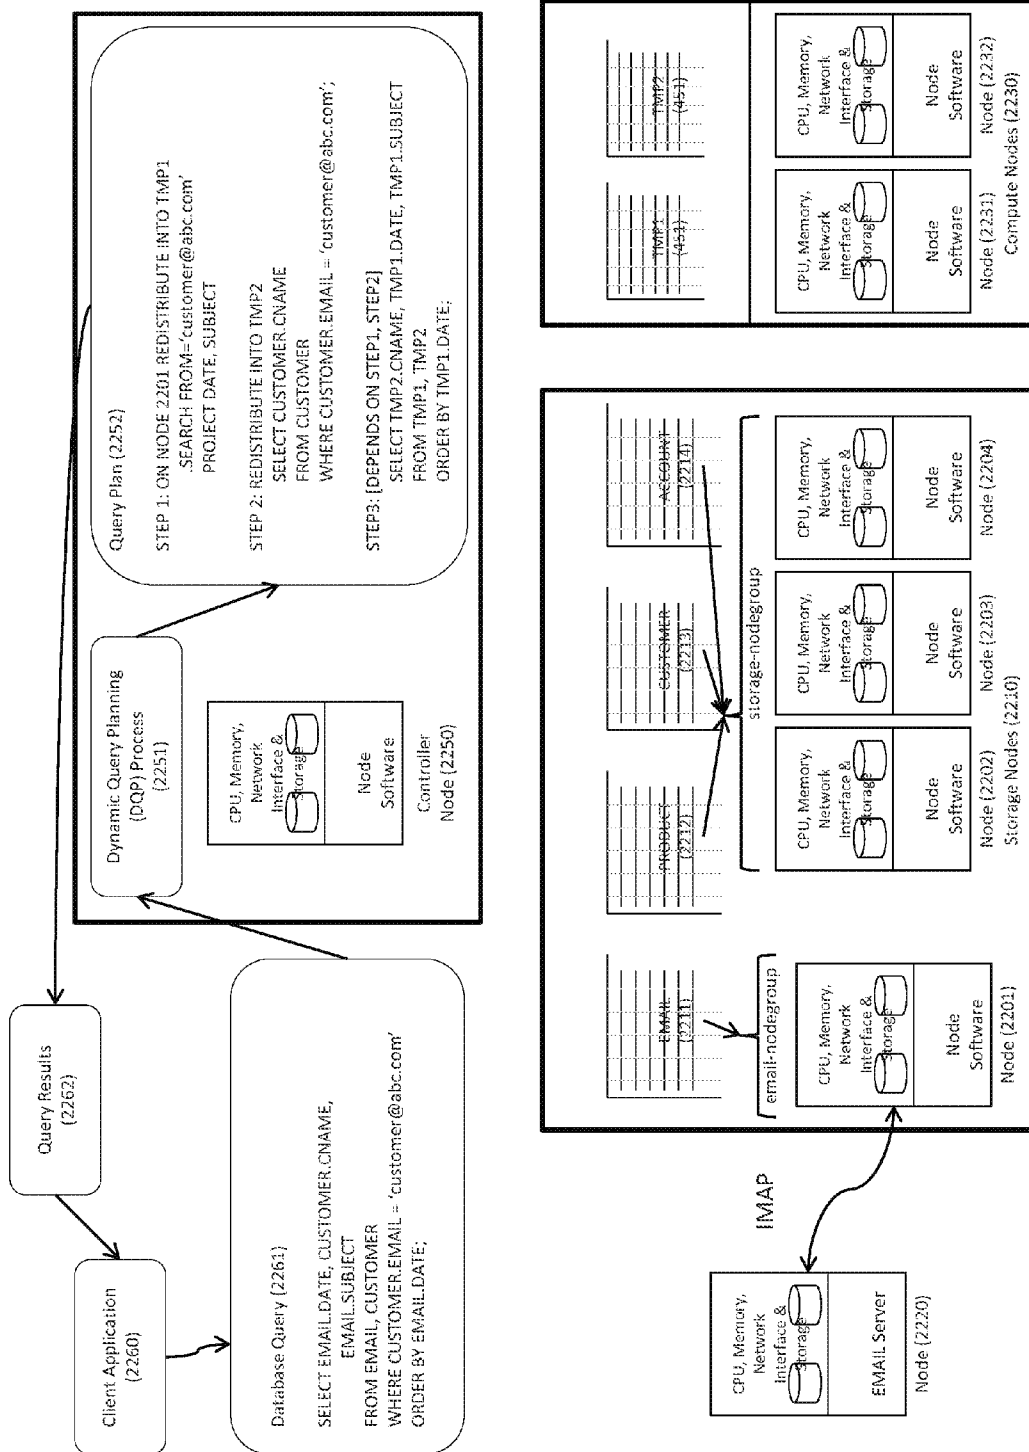 Client Application
(2260)
Query Results
(2262)
Database Query (2261)
SELECT EMAIL.DATE, CUSTOMER.CNAME,
EMAIL.SUBJECT
FROM EMAIL, CUSTOMER
WHERE CUSTOMER.EMAIL = 'customer@abc.com'
ORDER BY EMAIL.DATE;
Dynamic Query Planning
(DQP) Process
(2251)
CPU, Memory,
Network
Interface &
Storage
Node
Software
Controller
Node (2250)
Query Plan (2252)
STEP 1: ON NODE 2201 REDISTRIBUTE INTO TMP1
.SEARCH FROM='customer@abc.com'
PROJECT DATE, SUBJECT
STEP 2: REDISTRIBUTE INTO TMP2
SELECT CUSTOMER.CNAME
FROM CUSTOMER
WHERE CUSTOMER.EMAIL = 'customer@abc.com';
STEP3: [DEPENDS ON STEP1, STEP2]
SELECT TMP2.CNAME, TMP1.DATE, TMP1.SUBJECT
FROM TMP1, TMP2
ORDER BY TMP1.DATE;
CPU, Memory,
Network
Interface &
Storage
EMAIL Server
Node (2220)
IMAP
EMAIL
(2211)
email-nodegroup
CPU, Memory,
Network
Interface &
Storage
Node
Software
Node (2201)
PRODUCT
(2212)
CUSTOMER
(2213)
ACCOUNT
(2214)
storage-nodegroup
CPU, Memory,
Network
Interface &
Storage
Node
Software
Node (2202)
CPU, Memory,
Network
Interface &
Storage
Node
Software
Node (2203)
CPU, Memory,
Network
Interface &
Storage
Node
Software
Node (2204)
Storage Nodes (2210)
TMP1
(451)
TMP2
(451)
CPU, Memory,
Network
Interface &
Storage
Node
Software
Node (2231)
CPU, Memory,
Network
Interface &
Storage
Node
Software
Node (2232)
Compute Nodes (2230)